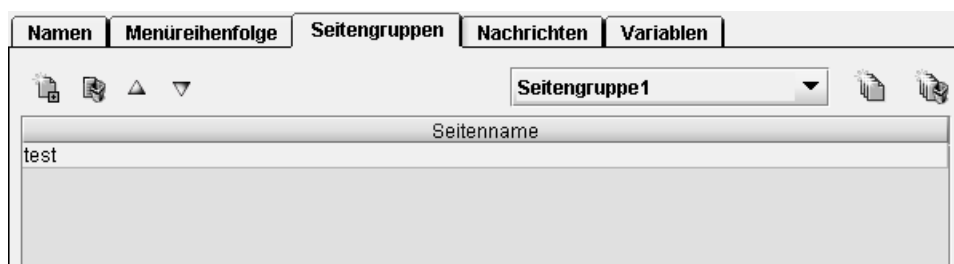 Namen Menüreihenfolge Seitengruppen Nachrichten Variablen
Seitengruppe1
Seitenname
test